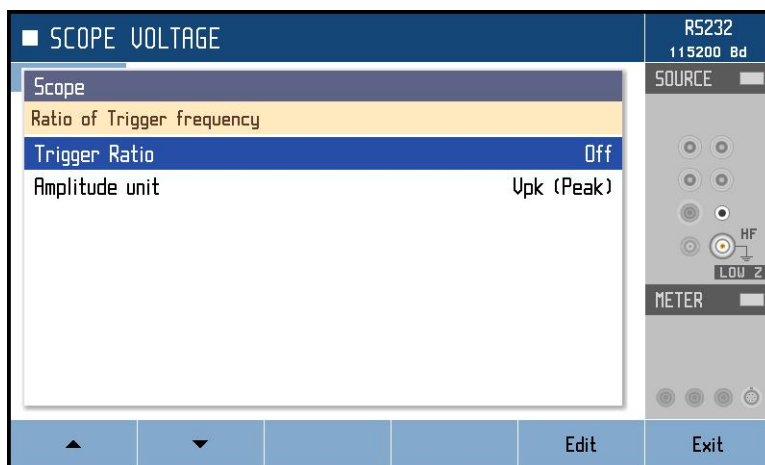 SCOPE VOLTAGE
RS232
115200 Bd
Scope
Ratio of Trigger frequency
Trigger Ratio Off
Amplitude unit Vpk (Peak)
SOURCE
HF
LOW Z
METER
Edit
Exit